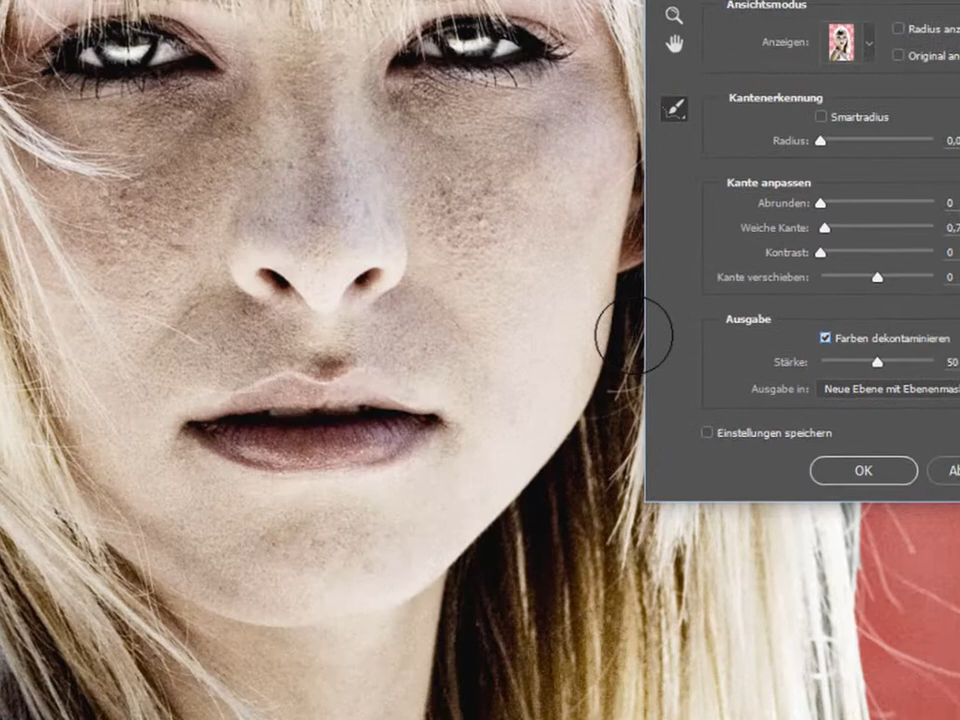 Ansichtsmodus
Anzeigen:
Radius anz
Original an
Kantenerkennung
Smartradius
Radius: 0,0
Kante anpassen
Abrunden: 0
Weiche Kante: 0,7
Kontrast: 0
Kante verschieben: 0
Ausgabe
Farben dekontaminieren
Stärke: 50
Ausgabe in: Neue Ebene mit Ebenenmas
Einstellungen speichern
OK
Ab